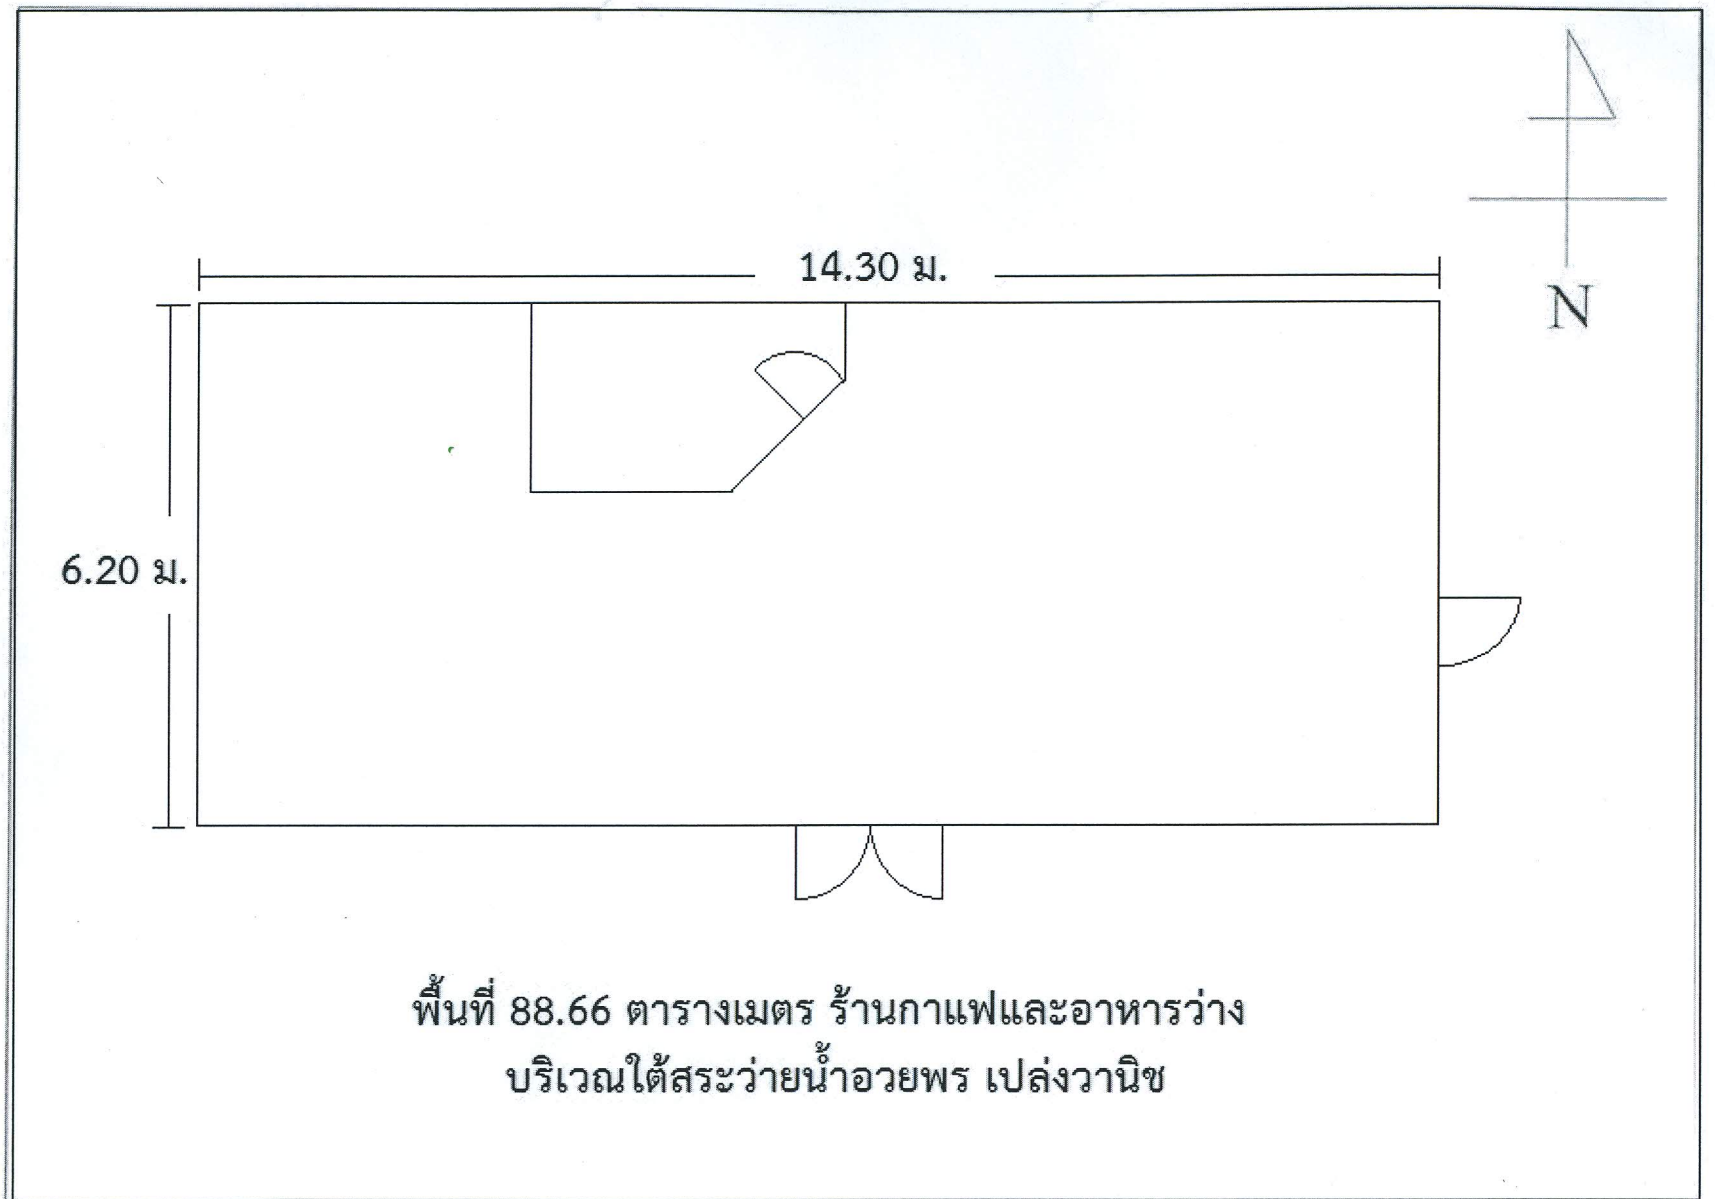 14.30 ม.
N
6.20 ม.
พื้นที่ 88.66 ตารางเมตร ร้านกาแฟและอาหารว่าง
บริเวณใต้สระว่ายน้ำอวยพร เปล่งวานิช